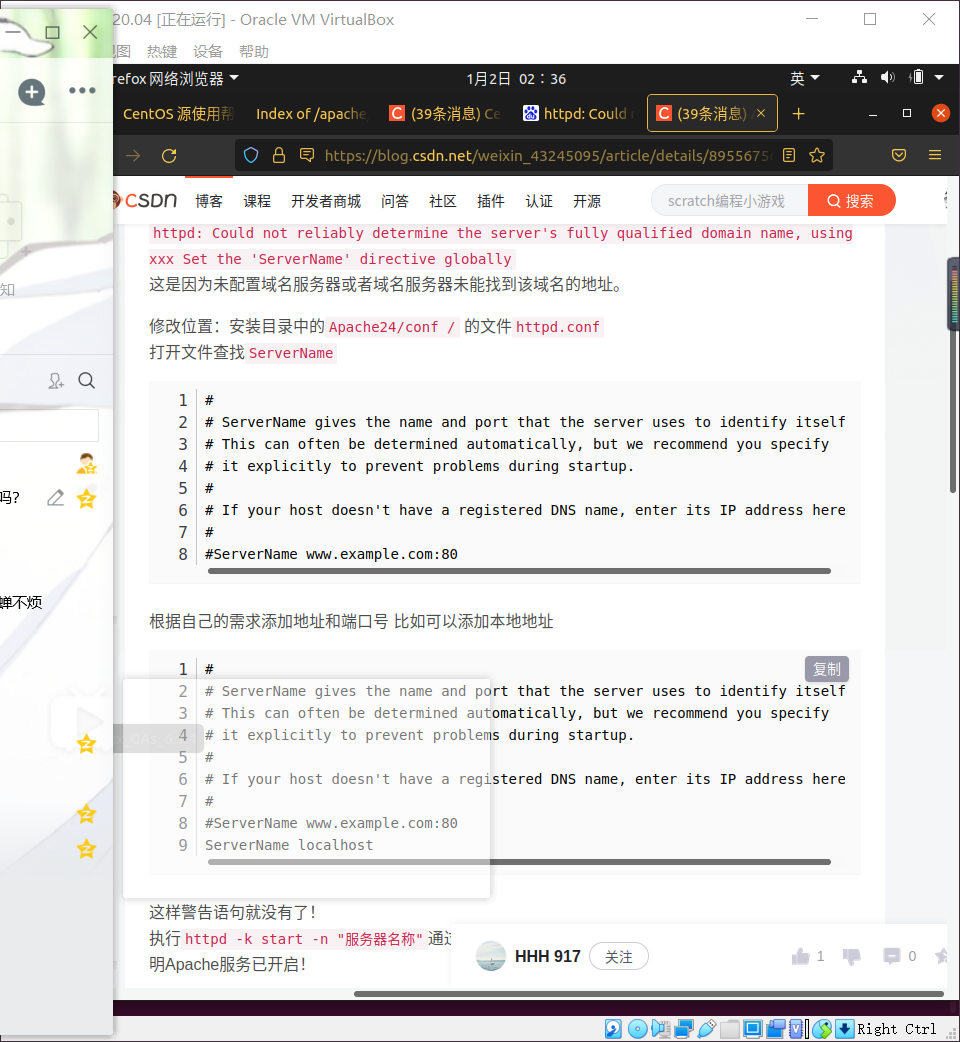 20.04 [正在运行] - Oracle VM VirtualBox
视图 热键 设备 帮助
refox 网络浏览器 1月2日 02：36 英
CentOS 源使用帮 Index of /apache (39条消息) Ce httpd: Could (39条消息)
https://blog.csdn.net/weixin_43245095/article/details/8955675
CSDN 博客 课程 开发者商城 问答 社区 插件 认证 开源 scratch编程小游戏 搜索
httpd: Could not reliably determine the server's fully qualified domain name, using
xxx Set the 'ServerName' directive globally
这是因为未配置域名服务器或者域名服务器未能找到该域名的地址。
知
修改位置：安装目录中的 Apache24/conf / 的文件 httpd.conf
打开文件查找 ServerName
1 #
2 # ServerName gives the name and port that the server uses to identify itself
3 # This can often be determined automatically, but we recommend you specify
4 # it explicitly to prevent problems during startup.
5 #
吗?
6 # If your host doesn't have a registered DNS name, enter its IP address here
7 #
8 #ServerName www.example.com:80
蝉不烦
根据自己的需求添加地址和端口号 比如可以添加本地地址
复制
1 #
2 # ServerName gives the name and port that the server uses to identify itself
3 # This can often be determined automatically, but we recommend you specify
4 # it explicitly to prevent problems during startup.
5 #
6 # If your host doesn't have a registered DNS name, enter its IP address here
7 #
8 #ServerName www.example.com:80
9 ServerName localhost
这样警告语句就没有了！
执行 httpd -k start -n "服务器名称" 通过
明Apache服务已开启！
HHH 917 关注 1 0
Right Ctrl